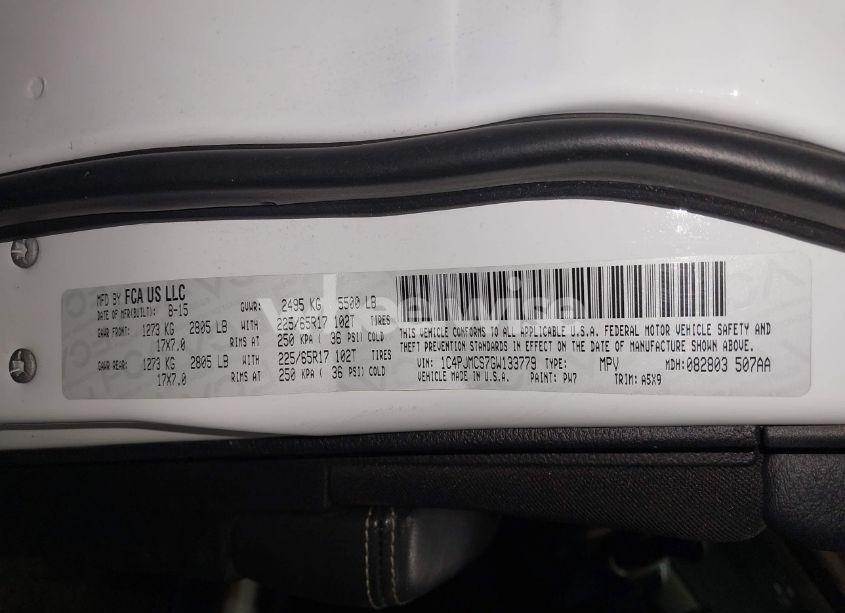 MFD BY FCA US LLC
DATE OF MFR(BUILT): 8-15 GVWR: 2495 KG 5500 LB
GAWR FRONT: 1273 KG 2805 LB WITH 225/65R17 102T TIRES
17X7.0 RIMS AT 250 KPA ( 36 PSI) COLD
GAWR REAR: 1273 KG 2805 LB WITH 225/65R17 102T TIRES
17X7.0 RIMS AT 250 KPA ( 36 PSI) COLD
THIS VEHICLE CONFORMS TO ALL APPLICABLE U.S.A. FEDERAL MOTOR VEHICLE SAFETY AND
THEFT PREVENTION STANDARDS IN EFFECT ON THE DATE OF MANUFACTURE SHOWN ABOVE.
VIN: 1C4PJMCS7GW133779 TYPE: MPV MDH: 082803 507AA
VEHICLE MADE IN U.S.A. PAINT: PW7 TRIM: A5X9